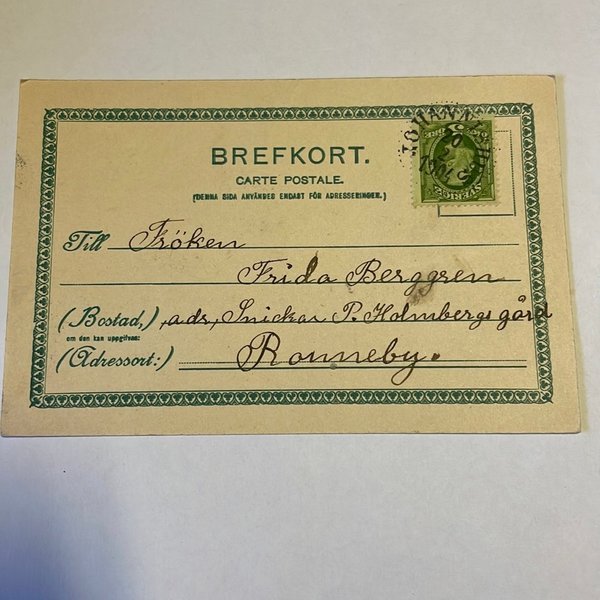 BREFKORT.
CARTE POSTALE.
(DENNA SIDA ANVÄNDES ENDAST FÖR ADRESSERINGEN.)
Till Fröken
Frida Berggren
(Bostad,) adr, Snickar P. Holmbergs gård
om den kan uppgifvas:
(Adressort:) Ronneby.
SVERIGE